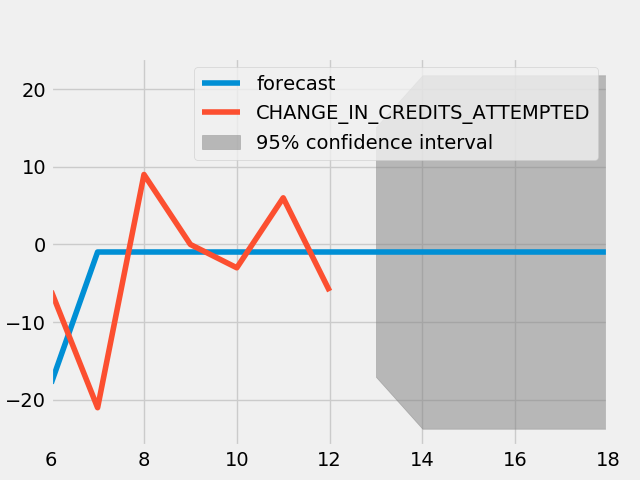 forecast
CHANGE_IN_CREDITS_ATTEMPTED
95% confidence interval
20
10
0
−10
−20
6 8 10 12 14 16 18